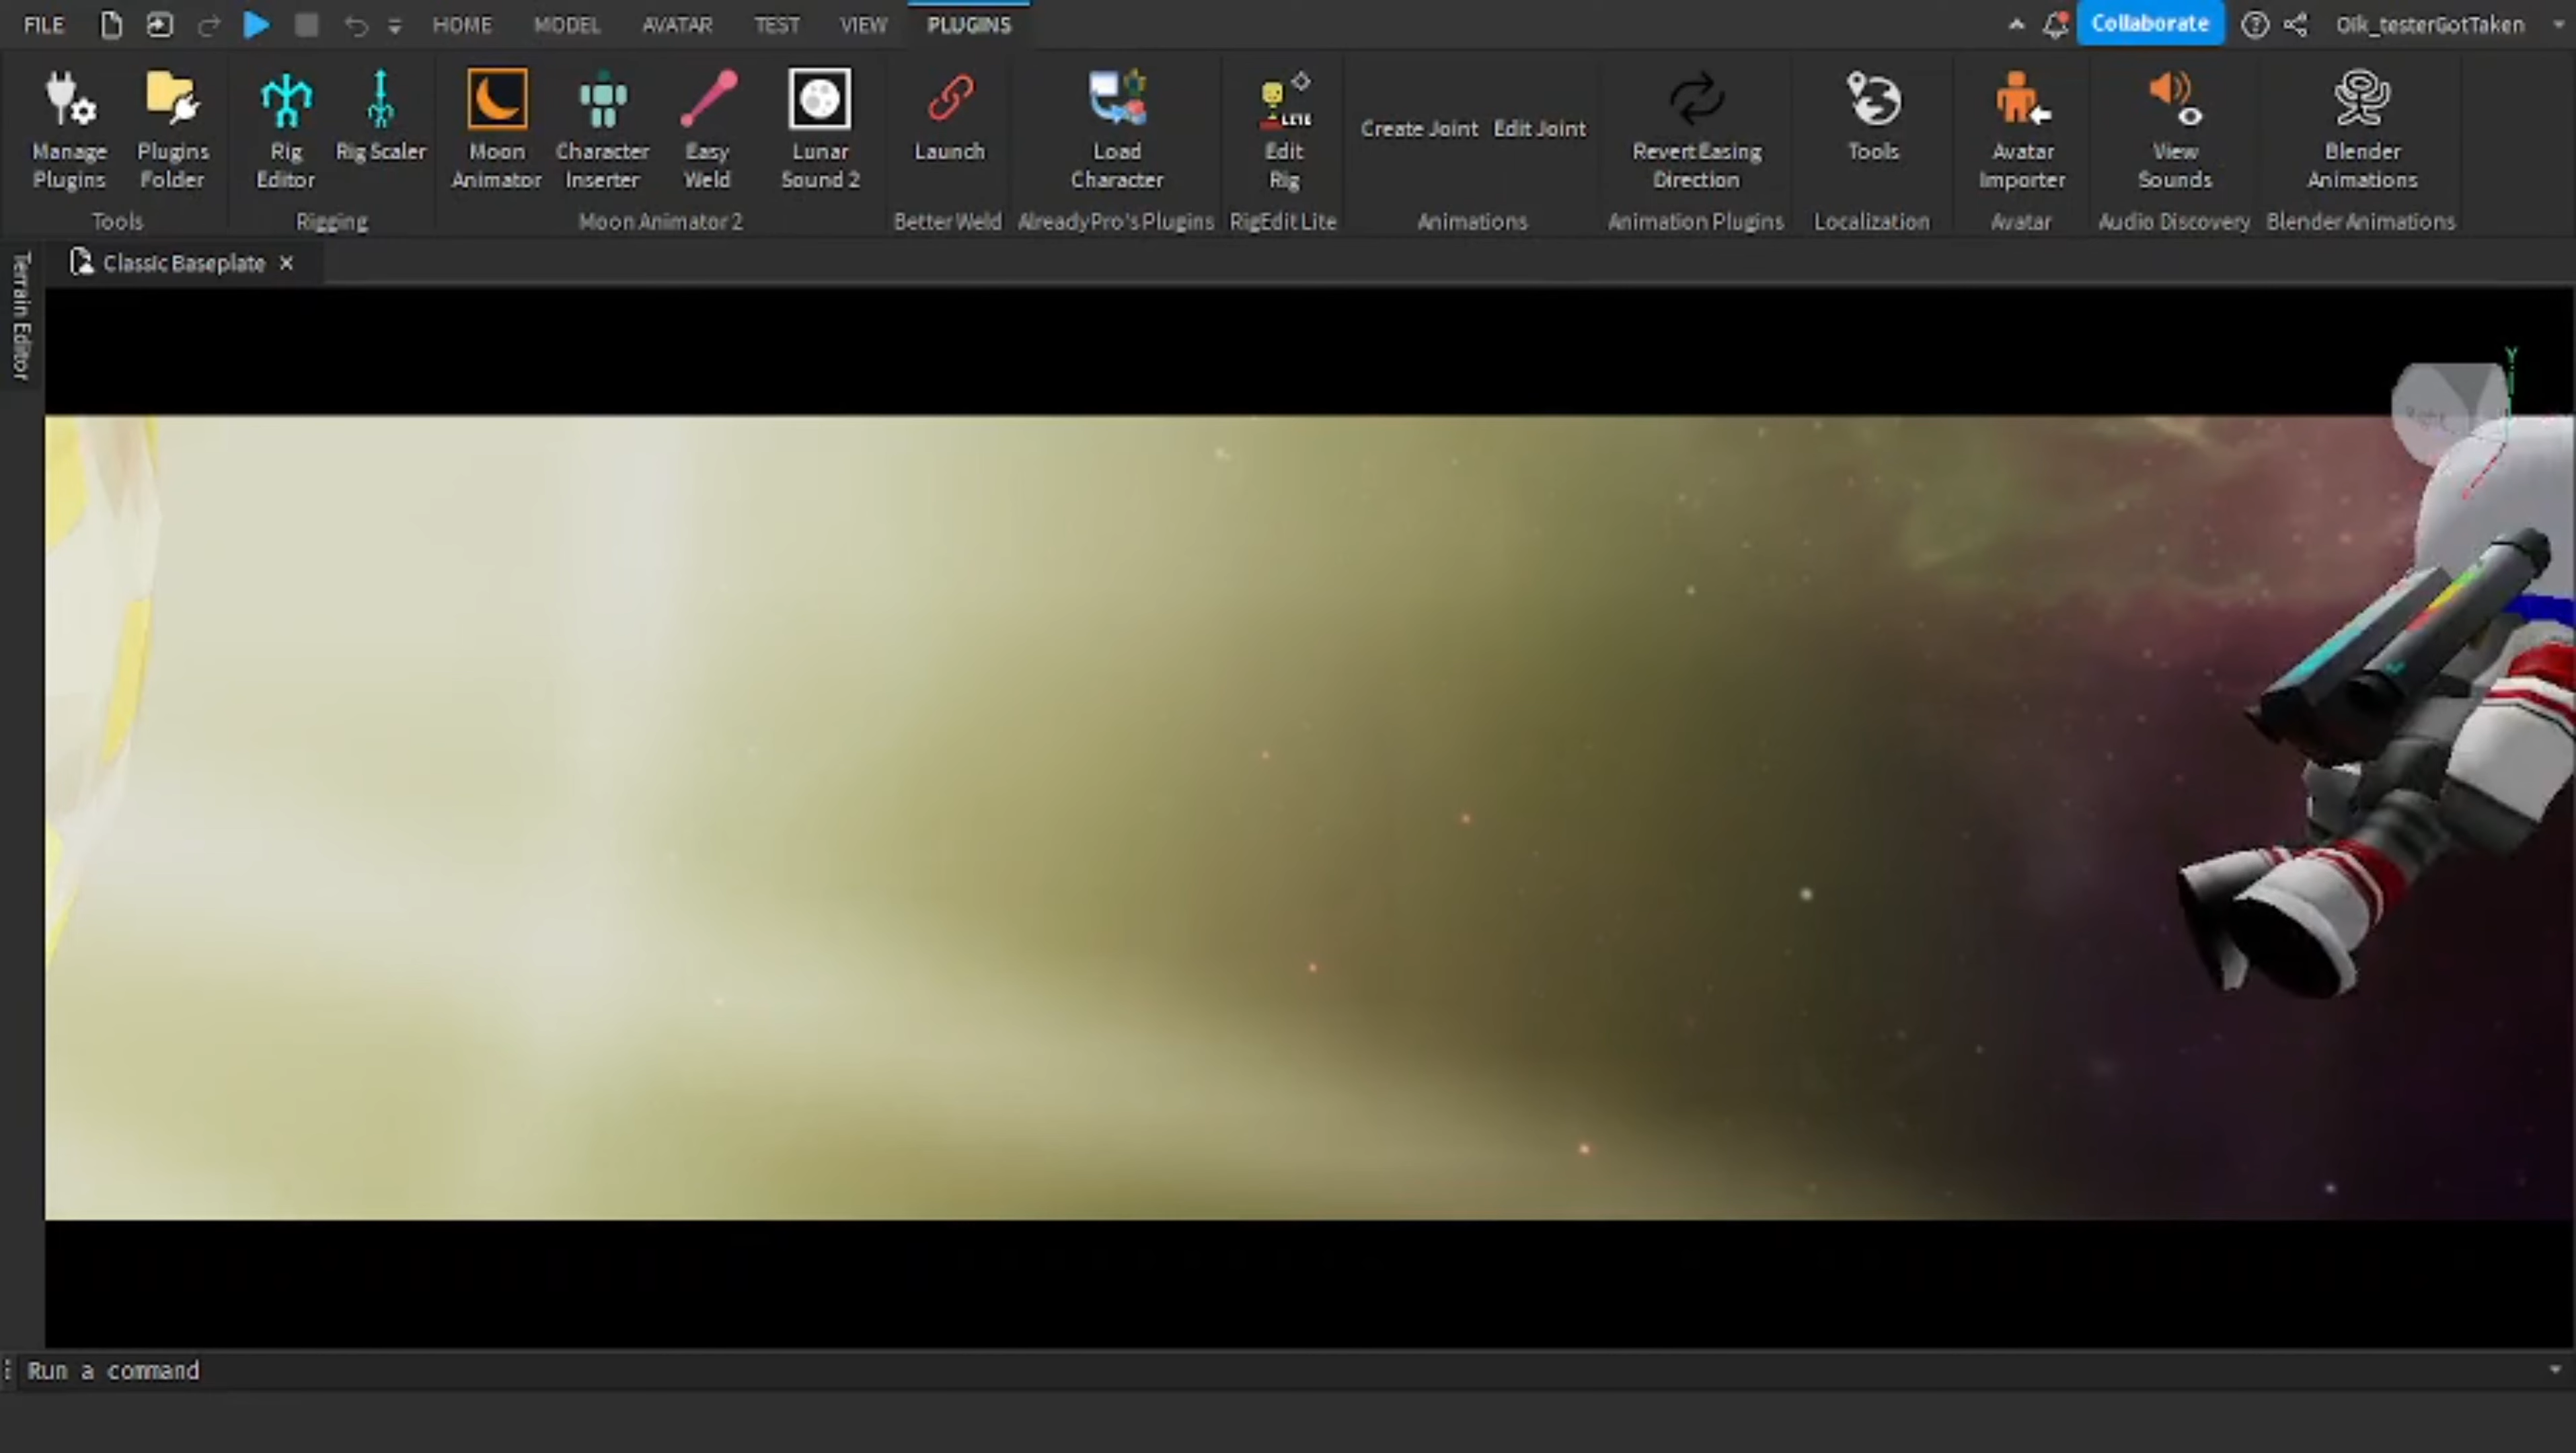 FILE HOME MODEL AVATAR TEST VIEW PLUGINS Collaborate Oik_testerGotTaken
Manage Plugins
Plugins Folder
Rig Editor
Rig Scaler
Moon Animator
Character Inserter
Easy Weld
Lunar Sound 2
Launch
Load Character
LITE
Edit Rig
Create Joint Edit Joint
Revert Easing Direction
Tools
Avatar Importer
View Sounds
Blender Animations
Tools Rigging Moon Animator 2 Better Weld AlreadyPro's Plugins RigEdit Lite Animations Animation Plugins Localization Avatar Audio Discovery Blender Animations
Terrain Editor
Classic Baseplate
Y
Run a command